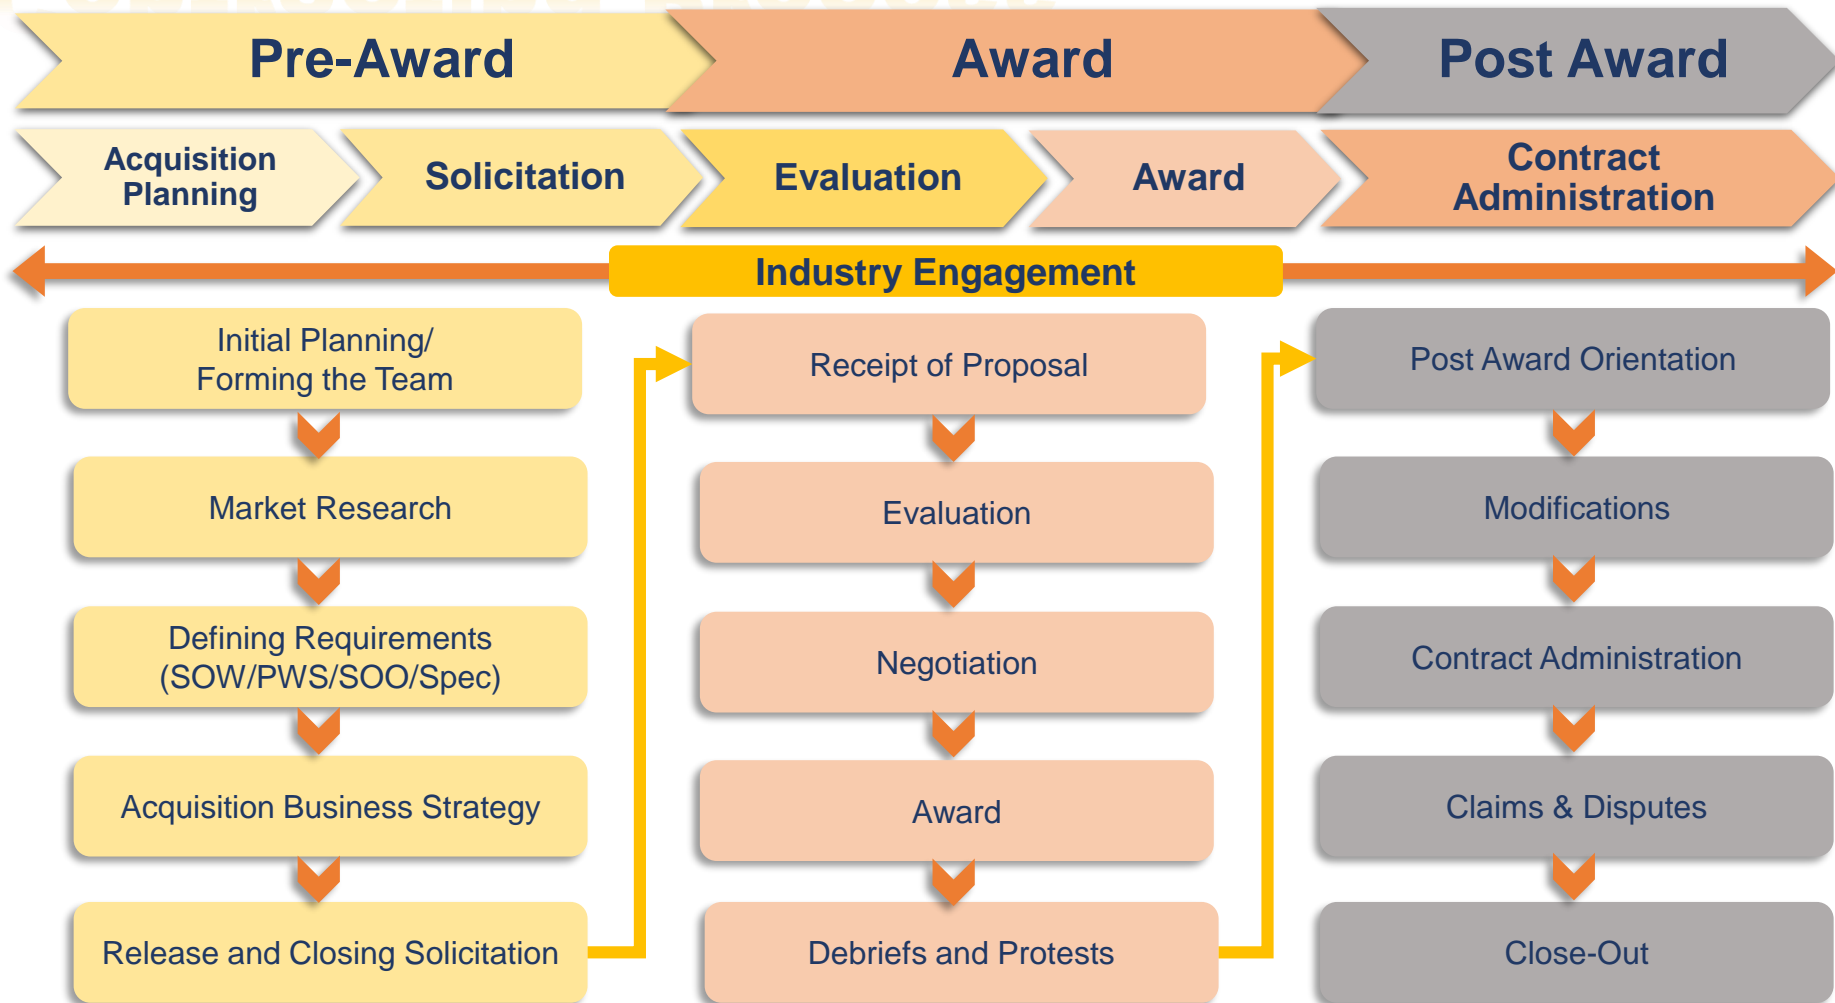 Pre-Award
Award
Post Award
Acquisition
Planning
Solicitation
Evaluation
Award
Contract
Administration
Industry Engagement
Initial Planning/
Forming the Team
Market Research
Defining Requirements
(SOW/PWS/SOO/Spec)
Acquisition Business Strategy
Release and Closing Solicitation
Receipt of Proposal
Evaluation
Negotiation
Award
Debriefs and Protests
Post Award Orientation
Modifications
Contract Administration
Claims & Disputes
Close-Out